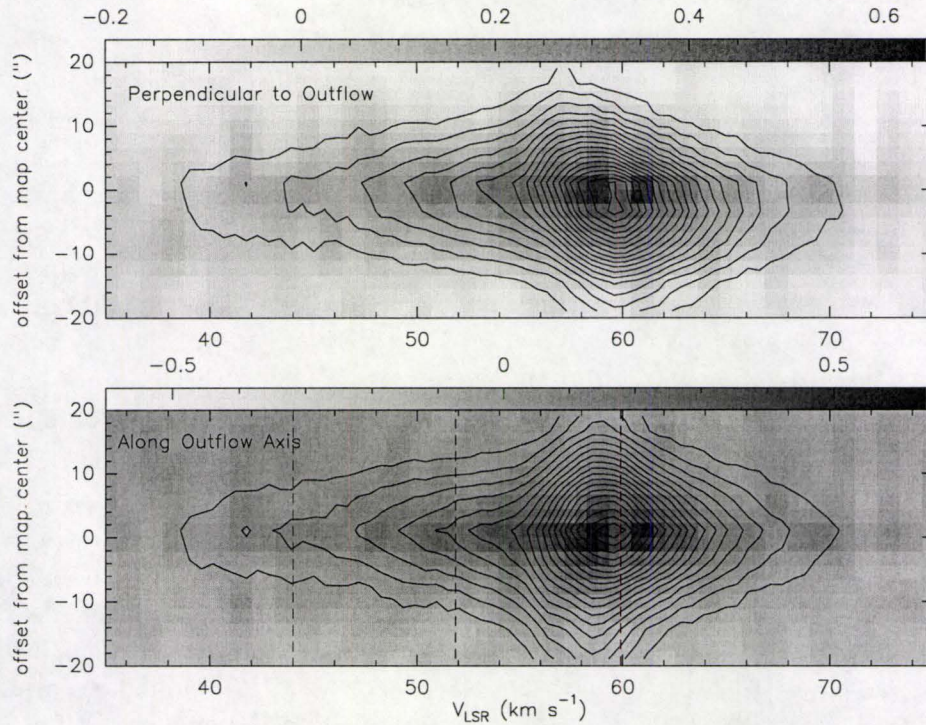 −0.2 0 0.2 0.4 0.6
20
Perpendicular to Outflow
10
0
−10
−20
offset from map center (")
40 50 60 70
−0.5 0 0.5
20
Along Outflow Axis
10
0
−10
−20
offset from map. center (")
40 50 60 70
V_LSR (km s⁻¹)